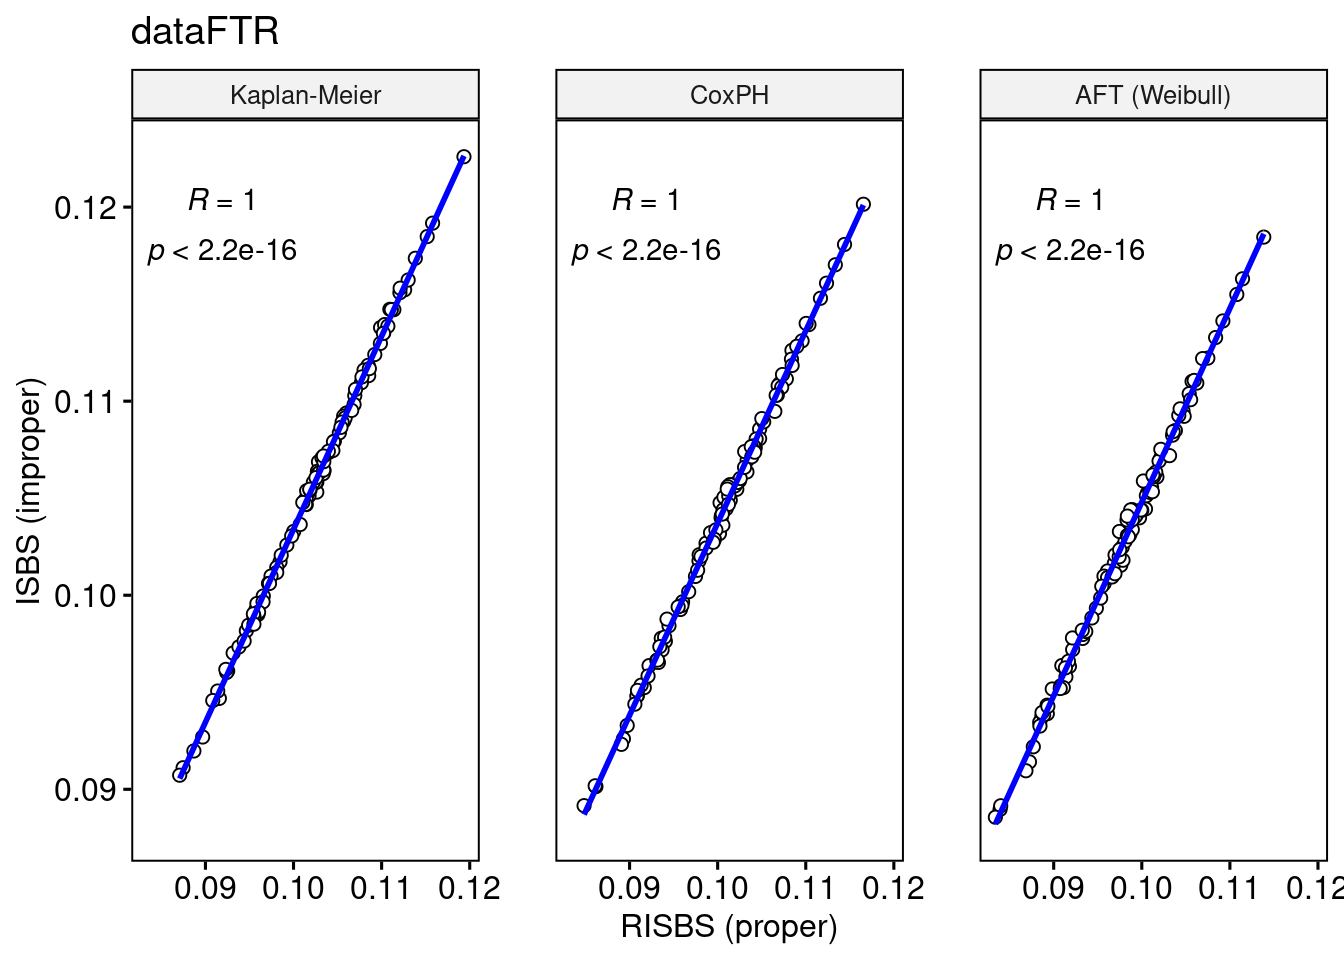 dataFTR
Kaplan-Meier
CoxPH
AFT (Weibull)
R = 1
p < 2.2e-16
R = 1
p < 2.2e-16
R = 1
p < 2.2e-16
ISBS (improper)
0.12
0.11
0.10
0.09
0.09 0.10 0.11 0.12
0.09 0.10 0.11 0.12
0.09 0.10 0.11 0.12
RISBS (proper)